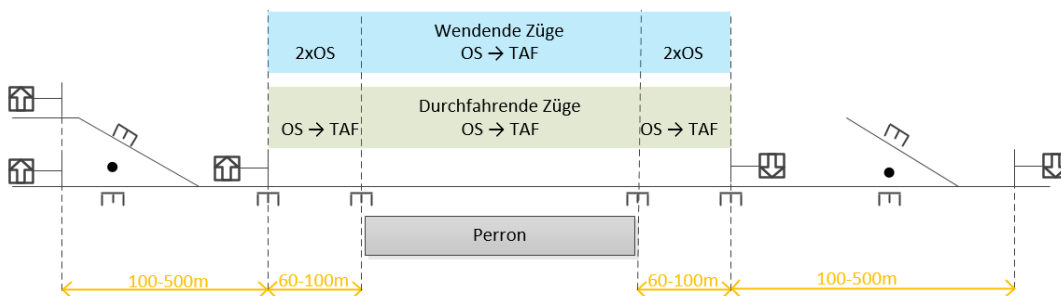 Wendende Züge
2xOS OS → TAF 2xOS
Durchfahrende Züge
OS → TAF OS → TAF OS → TAF
Perron
100-500m 60-100m 60-100m 100-500m